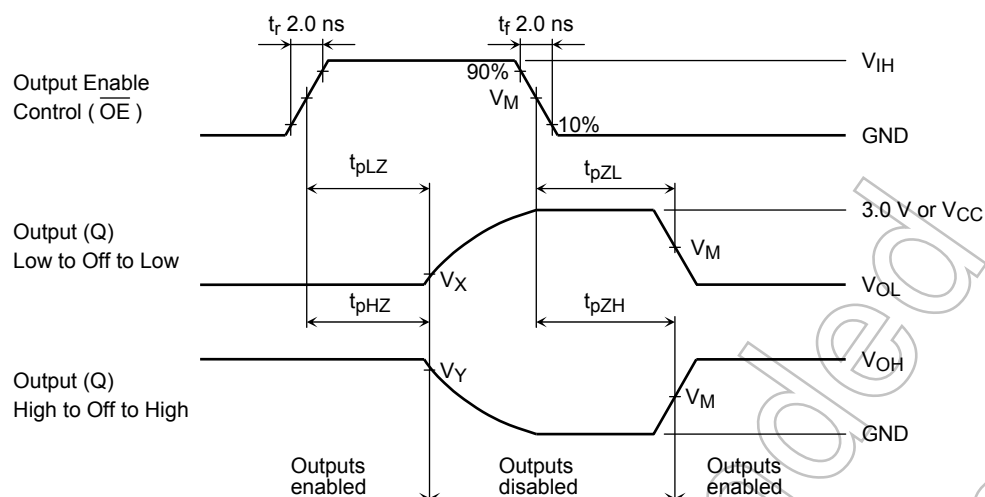 tr 2.0 ns
tf 2.0 ns
Output Enable
Control ( OE )
90%
VM
10%
VIH
GND
tpLZ
tpZL
Output (Q)
Low to Off to Low
VX
VM
3.0 V or VCC
VOL
tpHZ
tpZH
Output (Q)
High to Off to High
VY
VM
VOH
GND
Outputs
enabled
Outputs
disabled
Outputs
enabled